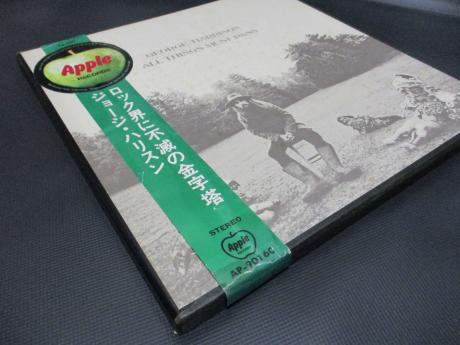 GEORGE HARRISON
ALL THINGS MUST PASS
Apple
RECORDS
ロック界に不滅の金字塔
ジョージ・ハリスン
STEREO
Apple
AP-9016C